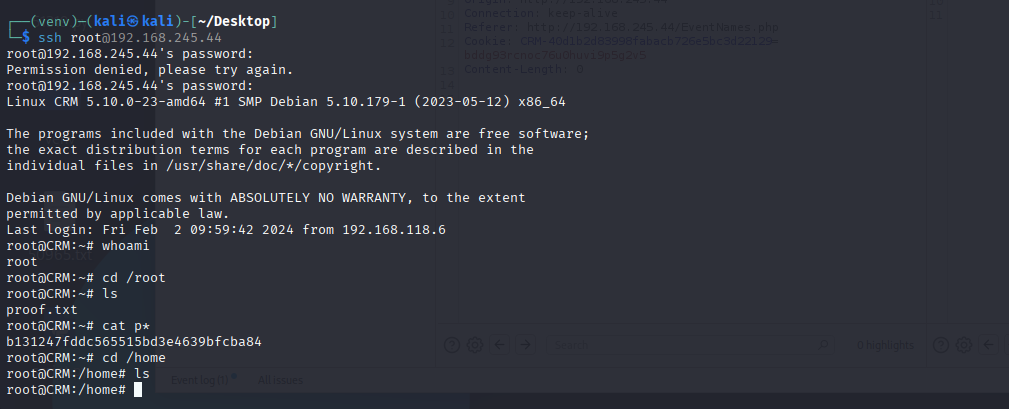 ┌──(venv)─(kali㉿kali)-[~/Desktop]
└─$ ssh root@192.168.245.44
root@192.168.245.44's password:
Permission denied, please try again.
root@192.168.245.44's password:
Linux CRM 5.10.0-23-amd64 #1 SMP Debian 5.10.179-1 (2023-05-12) x86_64
The programs included with the Debian GNU/Linux system are free software;
the exact distribution terms for each program are described in the
individual files in /usr/share/doc/*/copyright.
Debian GNU/Linux comes with ABSOLUTELY NO WARRANTY, to the extent
permitted by applicable law.
Last login: Fri Feb  2 09:59:42 2024 from 192.168.118.6
root@CRM:~# whoami
root
root@CRM:~# cd /root
root@CRM:~# ls
proof.txt
root@CRM:~# cat p*
b131247fddc565515bd3e4639bfcba84
root@CRM:~# cd /home
root@CRM:/home# ls
root@CRM:/home#
Connection: keep-alive
Referer: http://192.168.245.44/EventNames.php
Content-Length: 0
Search
0 highlights
Event log
All issues